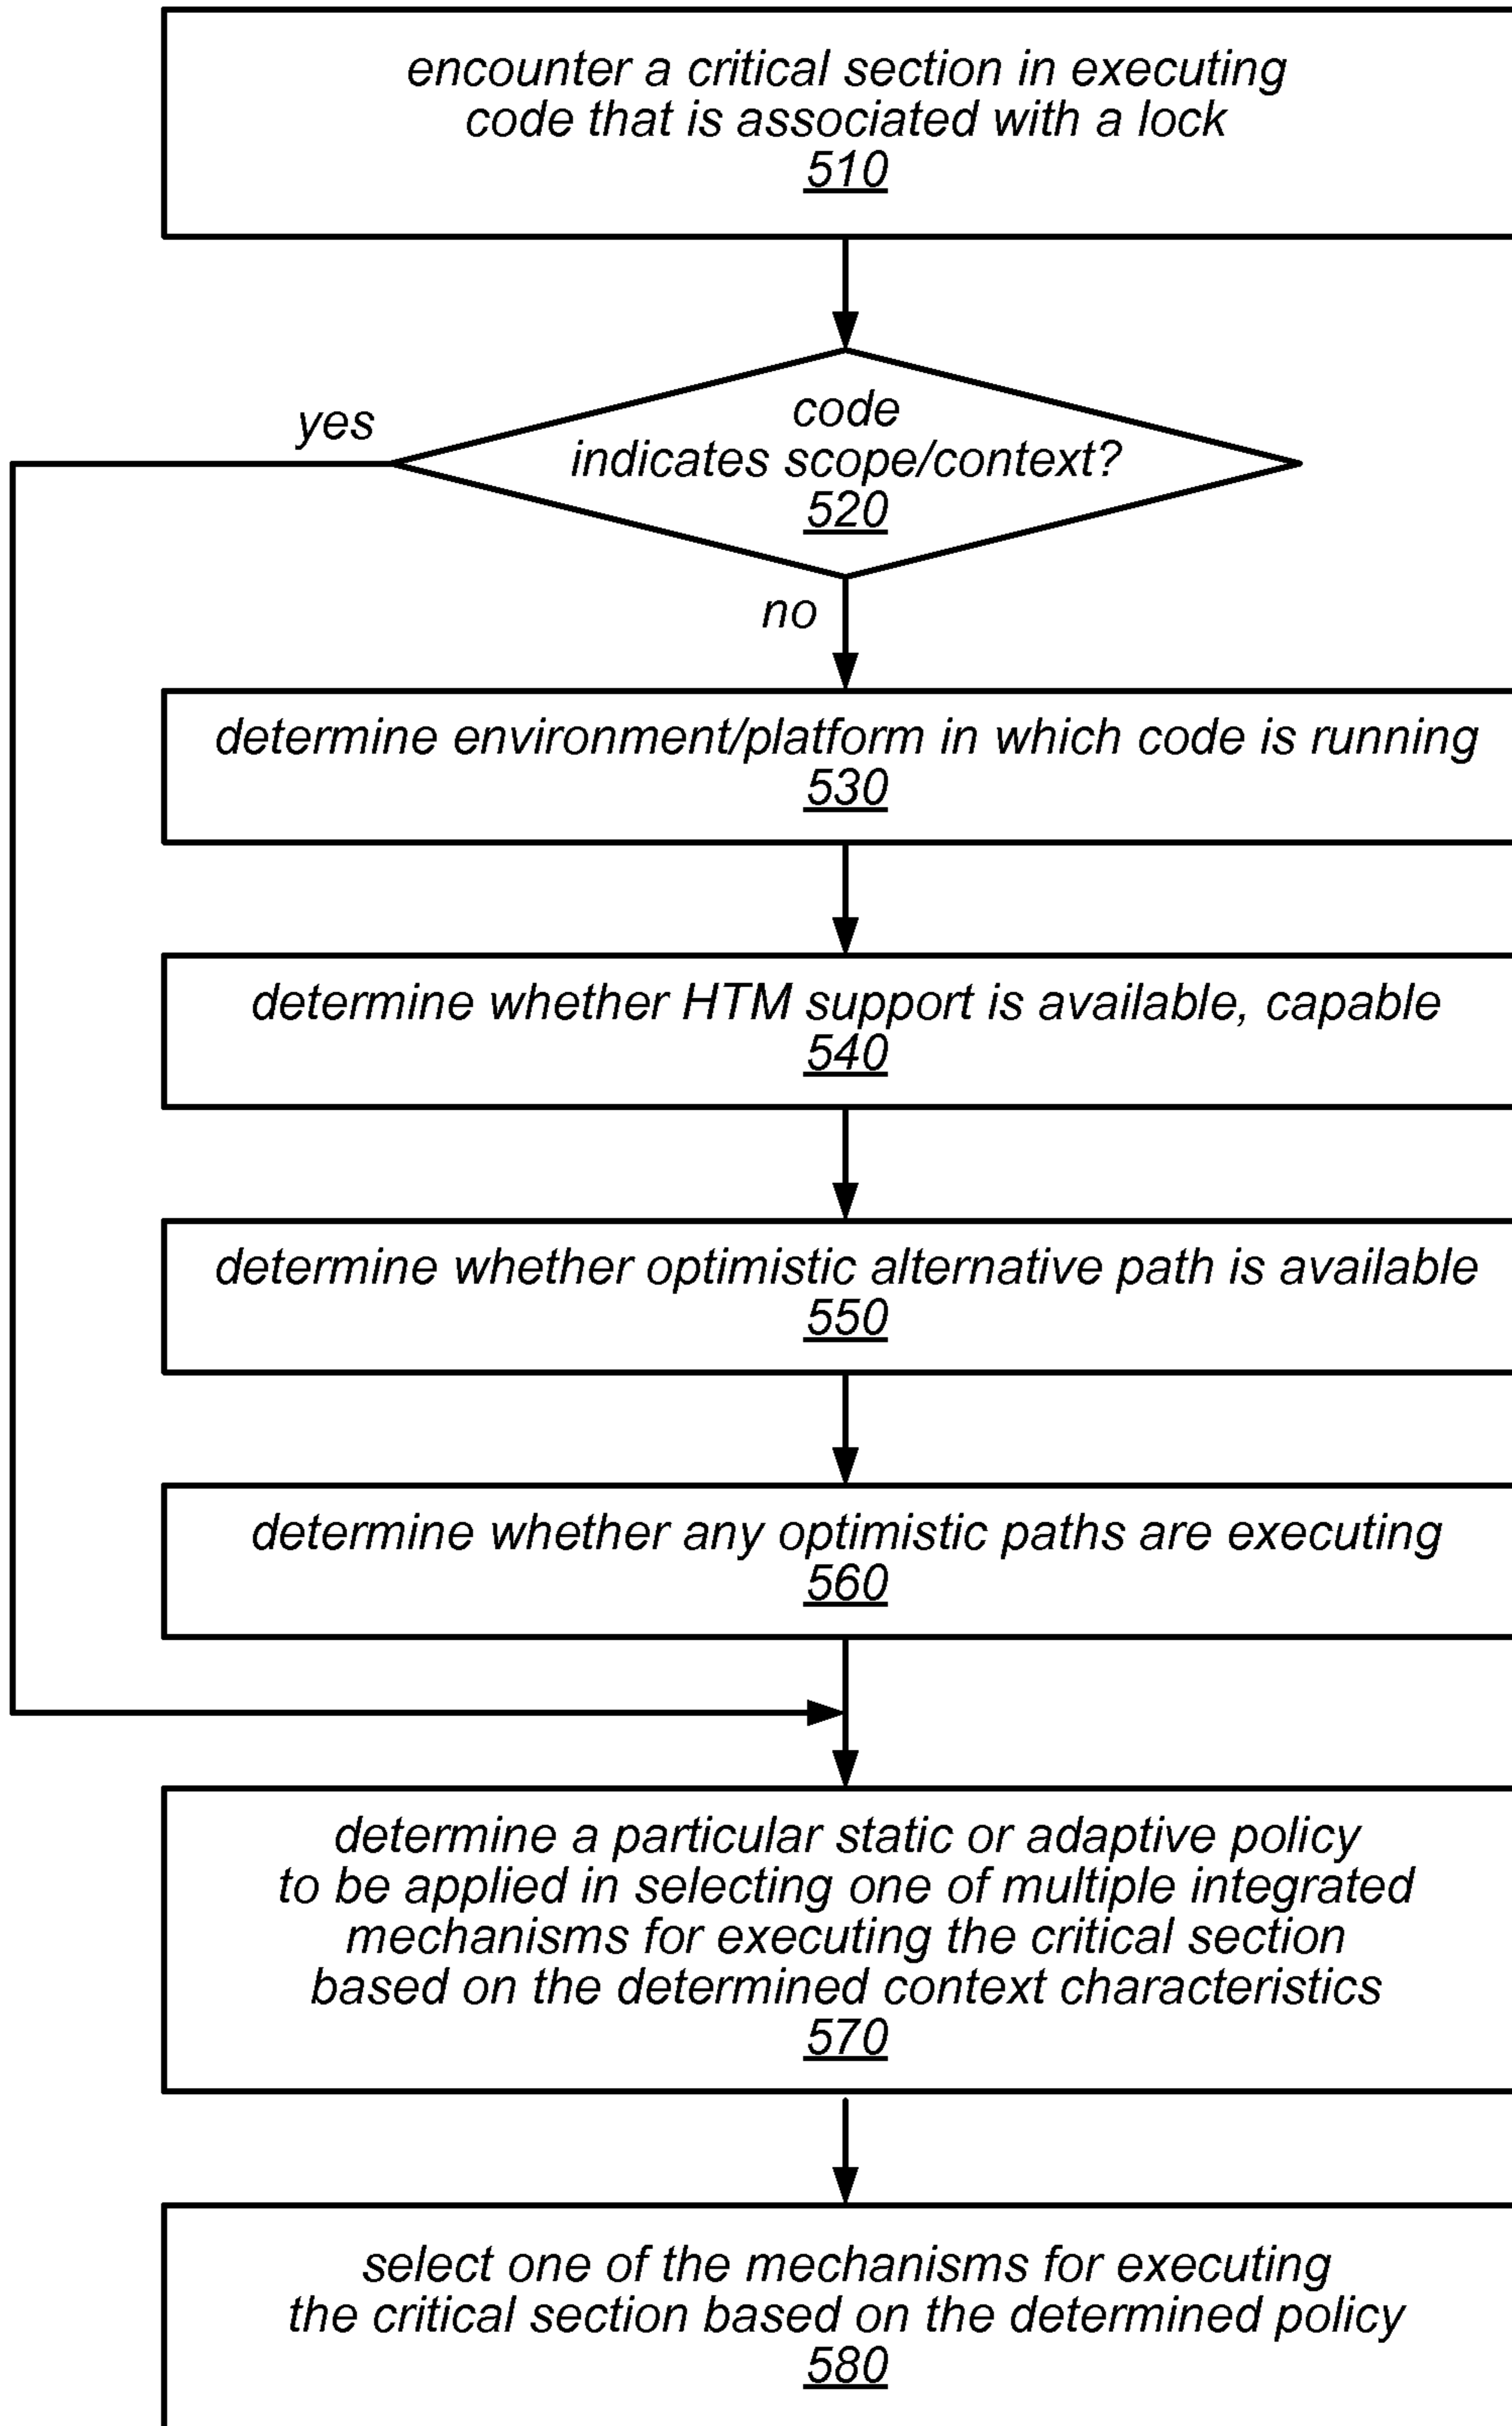 encounter a critical section in executing
code that is associated with a lock
510
yes
code
indicates scope/context?
520
no
determine environment/platform in which code is running
530
determine whether HTM support is available, capable
540
determine whether optimistic alternative path is available
550
determine whether any optimistic paths are executing
560
determine a particular static or adaptive policy
to be applied in selecting one of multiple integrated
mechanisms for executing the critical section
based on the determined context characteristics
570
select one of the mechanisms for executing
the critical section based on the determined policy
580